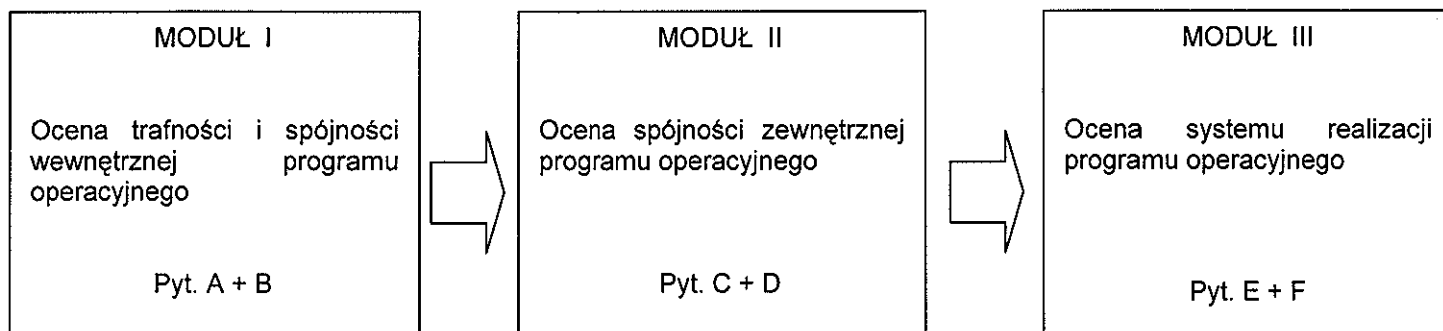 MODUŁ I
Ocena trafności i spójności
wewnętrznej programu
operacyjnego
Pyt. A + B
MODUŁ II
Ocena spójności zewnętrznej
programu operacyjnego
Pyt. C + D
MODUŁ III
Ocena systemu realizacji
programu operacyjnego
Pyt. E + F